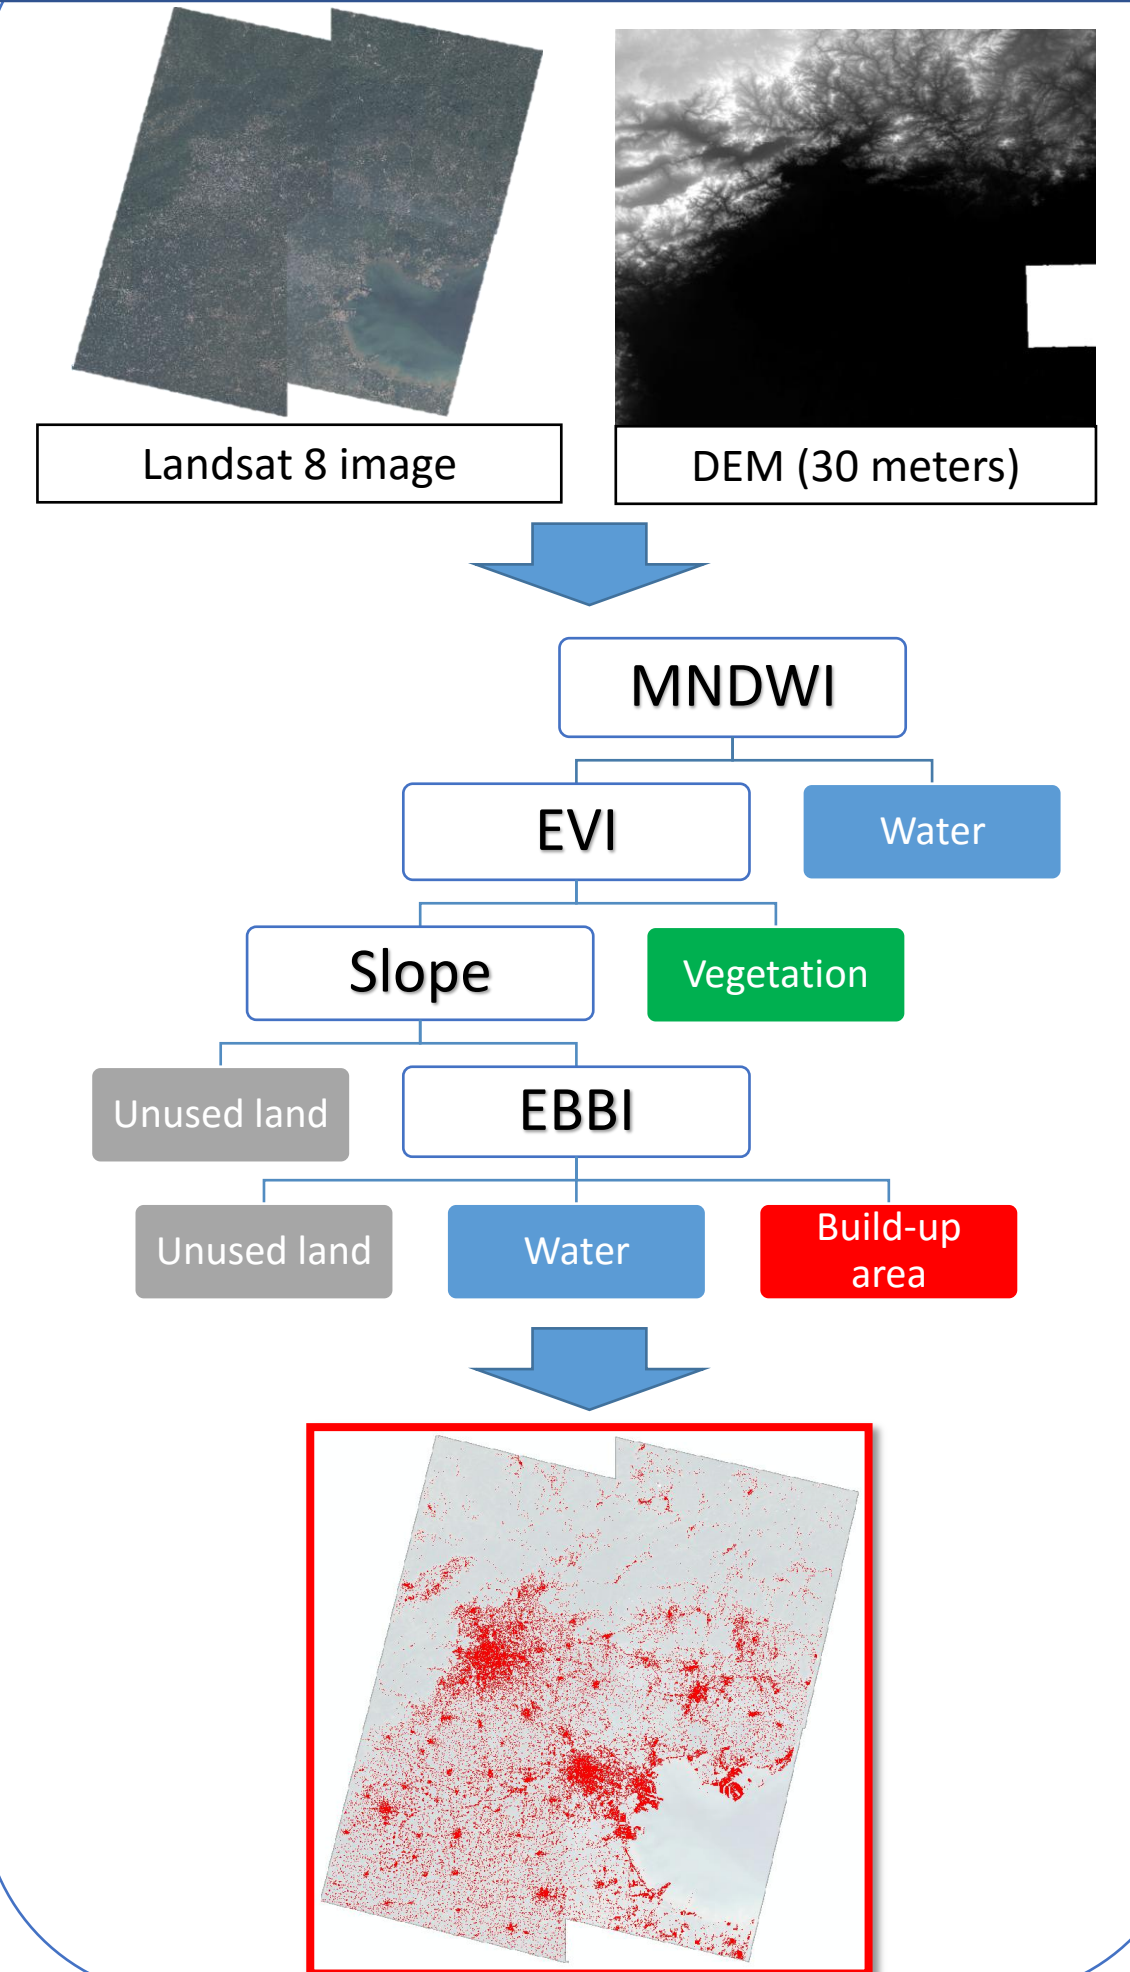 Landsat 8 image
DEM (30 meters)
MNDWI
EVI
Water
Slope
Vegetation
Unused land
EBBI
Unused land
Water
Build-up
area